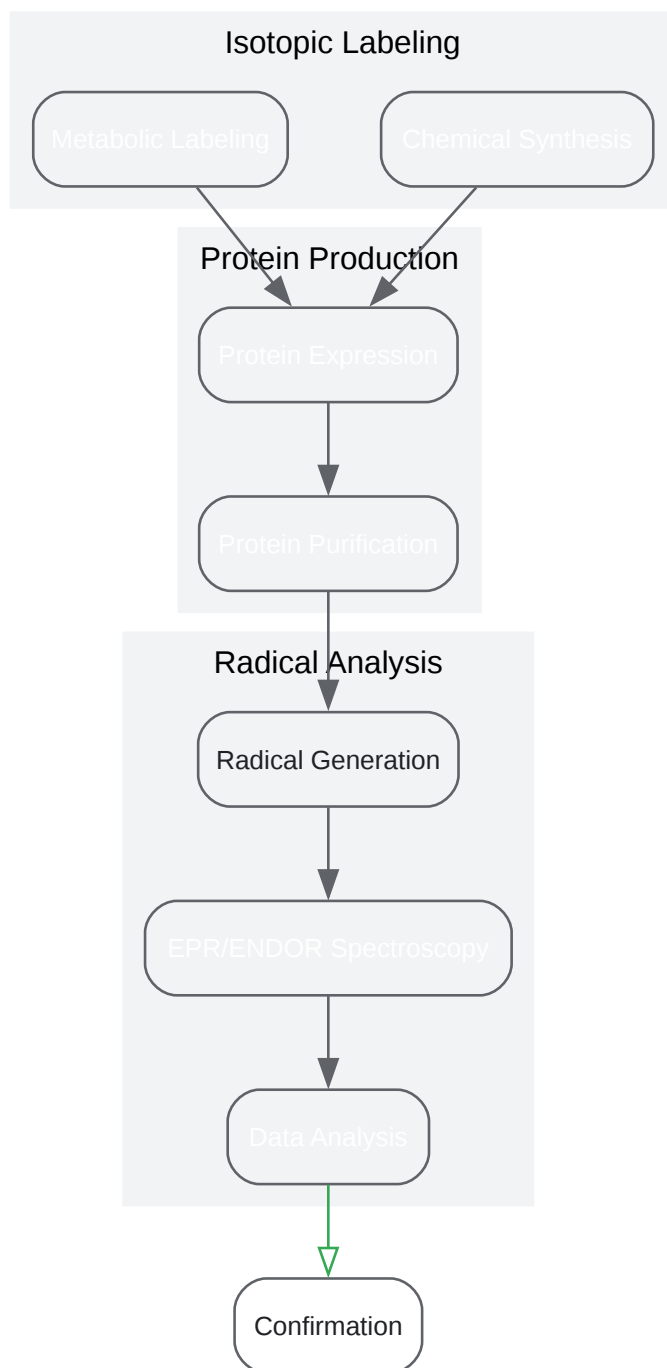 Isotopic Labeling
Metabolic Labeling
Chemical Synthesis
Protein Production
Protein Expression
Protein Purification
Radical Analysis
Radical Generation
EPR/ENDOR Spectroscopy
Data Analysis
Confirmation